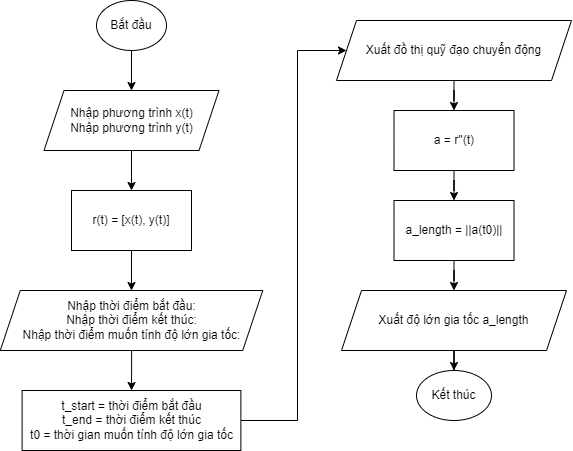 Bắt đầu
Nhập phương trình x(t)
Nhập phương trình y(t)
r(t) = [x(t), y(t)]
Nhập thời điểm bắt đầu:
Nhập thời điểm kết thúc:
Nhập thời điểm muốn tính độ lớn gia tốc:
t_start = thời điểm bắt đầu
t_end = thời điểm kết thúc
t0 = thời gian muốn tính độ lớn gia tốc
Xuất đồ thị quỹ đạo chuyển động
a = r''(t)
a_length = ||a(t0)||
Xuất độ lớn gia tốc a_length
Kết thúc